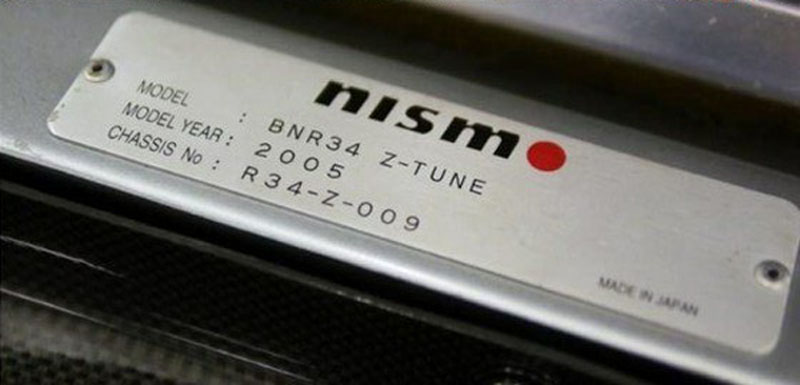 nismo
MODEL : BNR34 Z-TUNE
MODEL YEAR : 2005
CHASSIS No : R34-Z-009
MADE IN JAPAN